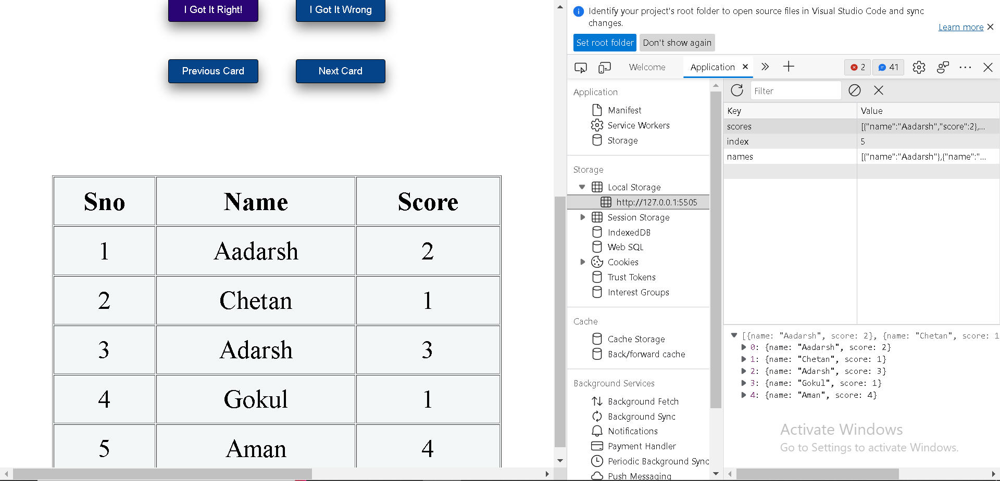 I Got It Right!
I Got It Wrong
Previous Card
Next Card
Sno Name Score
1 Aadarsh 2
2 Chetan 1
3 Adarsh 3
4 Gokul 1
5 Aman 4
Identify your project's root folder to open source files in Visual Studio Code and sync
changes.
Learn more
Set root folder
Don't show again
Welcome
Application
2
41
Application
Manifest
Service Workers
Storage
Storage
Local Storage
http://127.0.0.1:5505
Session Storage
IndexedDB
Web SQL
Cookies
Trust Tokens
Interest Groups
Cache
Cache Storage
Back/forward cache
Background Services
Background Fetch
Background Sync
Notifications
Payment Handler
Periodic Background Sync
Push Messaging
Filter
Key Value
scores [{"name":"Aadarsh","score":2},...
index 5
names [{"name":"Aadarsh"},{"name":"...
[{name: "Aadarsh", score: 2}, {name: "Chetan", score: 1
0: {name: "Aadarsh", score: 2}
1: {name: "Chetan", score: 1}
2: {name: "Adarsh", score: 3}
3: {name: "Gokul", score: 1}
4: {name: "Aman", score: 4}
Activate Windows
Go to Settings to activate Windows.